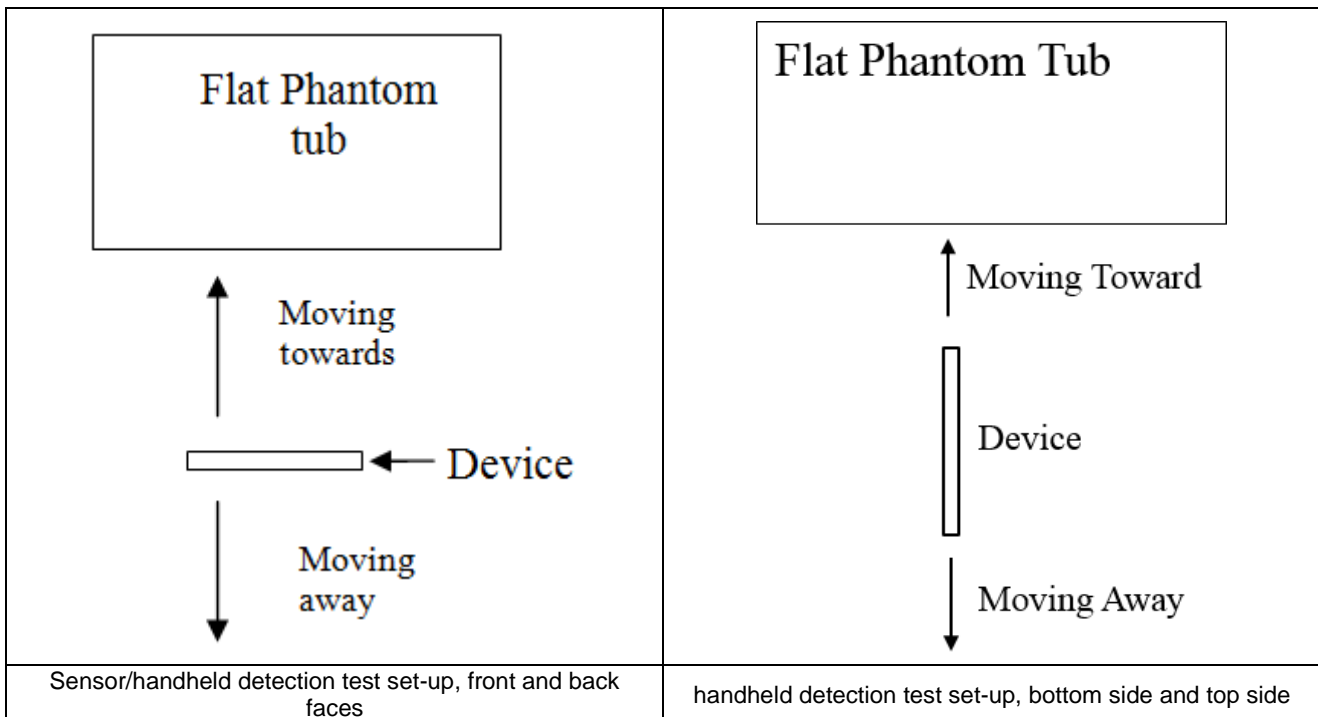 Flat Phantom
tub
Moving
towards
Device
Moving
away
Sensor/handheld detection test set-up, front and back
faces
Flat Phantom Tub
Moving Toward
Device
Moving Away
handheld detection test set-up, bottom side and top side